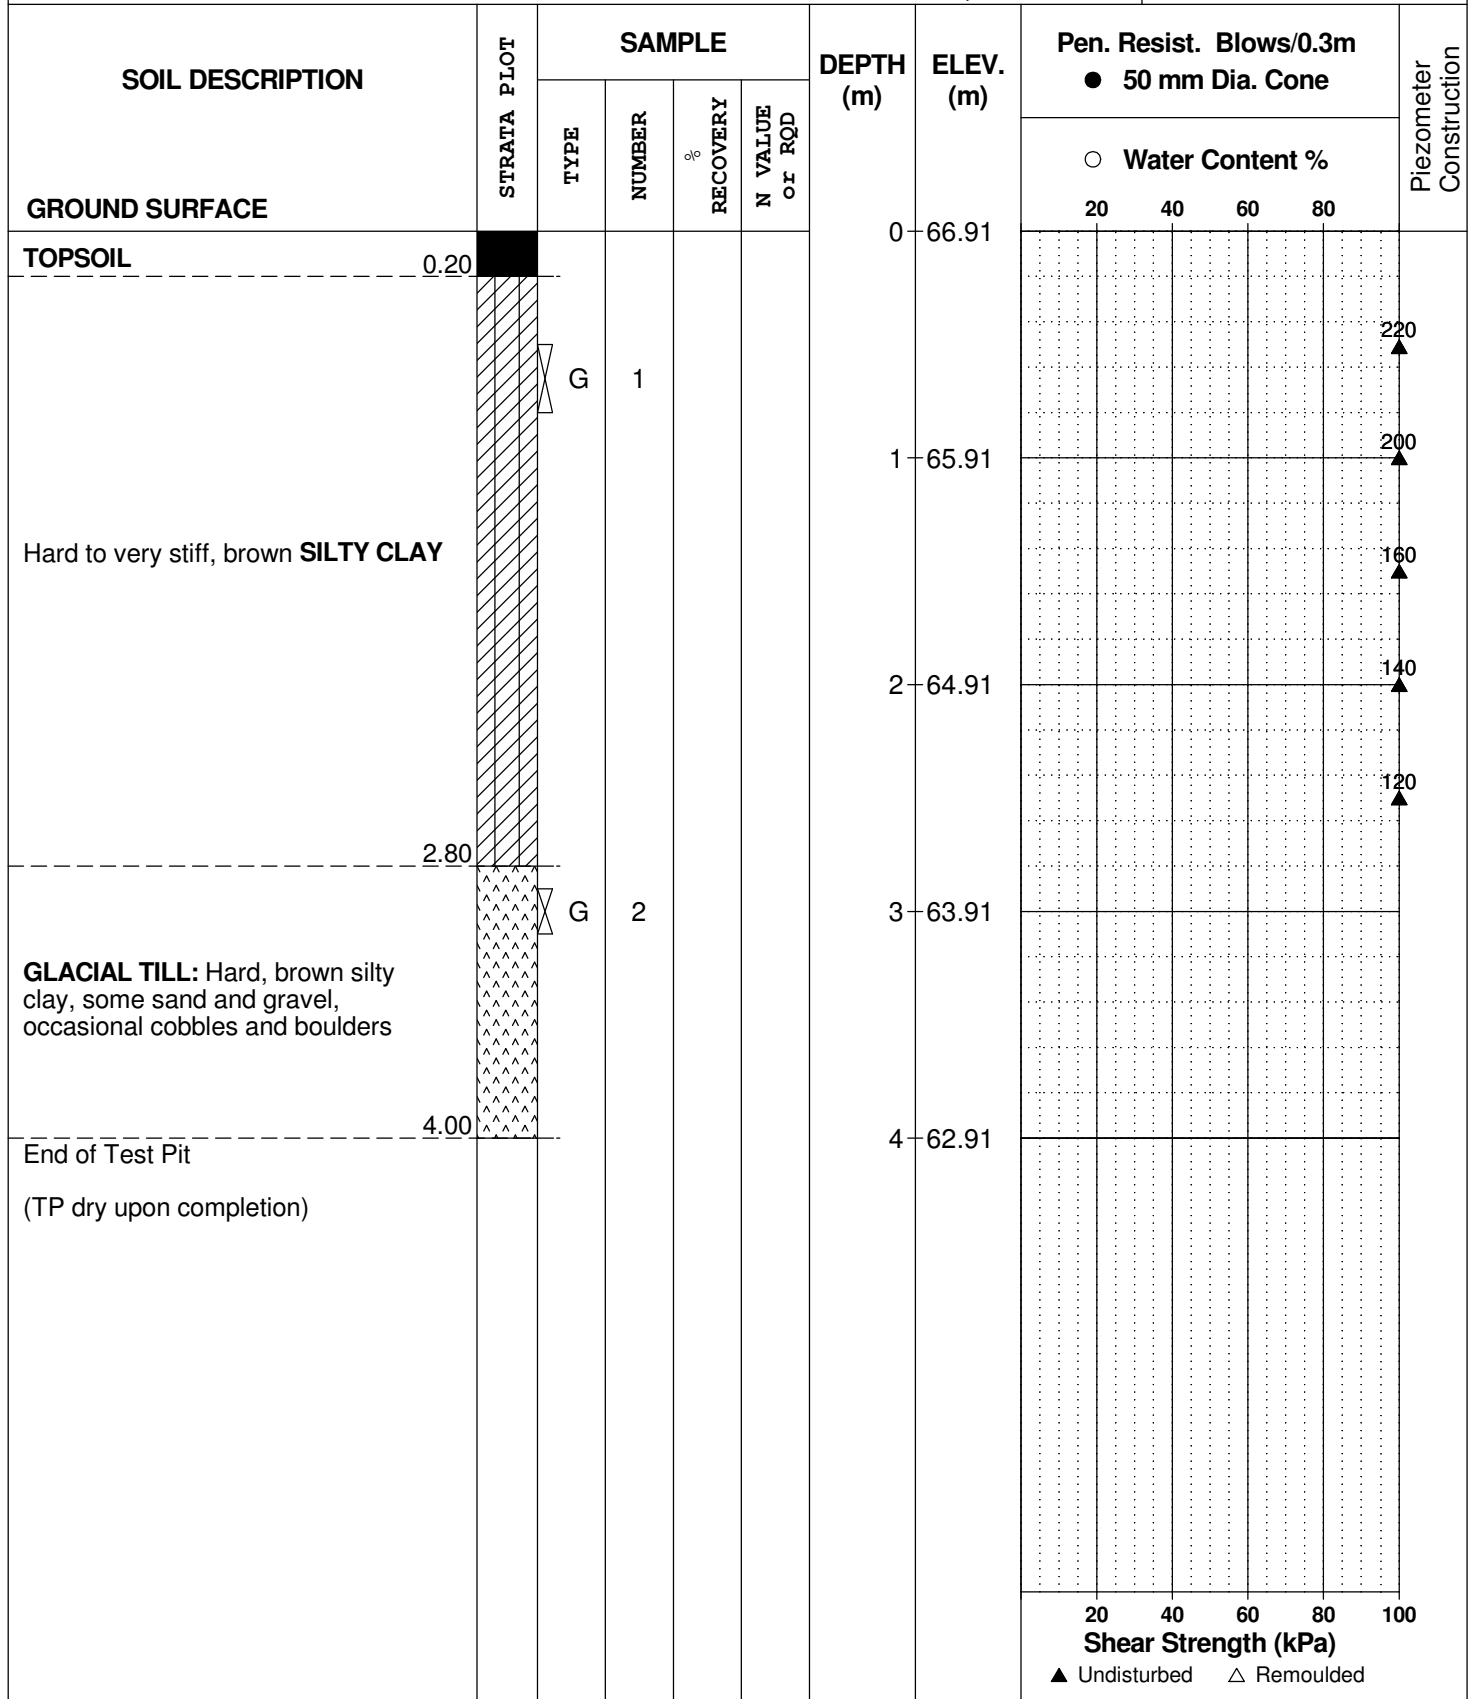 SOIL DESCRIPTION
GROUND SURFACE
STRATA PLOT
SAMPLE
TYPE
NUMBER
%
RECOVERY
N VALUE
or RQD
DEPTH
(m)
ELEV.
(m)
Pen. Resist. Blows/0.3m
● 50 mm Dia. Cone
○ Water Content %
20 40 60 80
Piezometer
Construction
0 66.91
TOPSOIL
0.20
220
G 1
200
1 65.91
Hard to very stiff, brown SILTY CLAY
160
140
2 64.91
120
2.80
G 2
3 63.91
GLACIAL TILL: Hard, brown silty
clay, some sand and gravel,
occasional cobbles and boulders
4.00
4 62.91
End of Test Pit
(TP dry upon completion)
20 40 60 80 100
Shear Strength (kPa)
▲ Undisturbed △ Remoulded